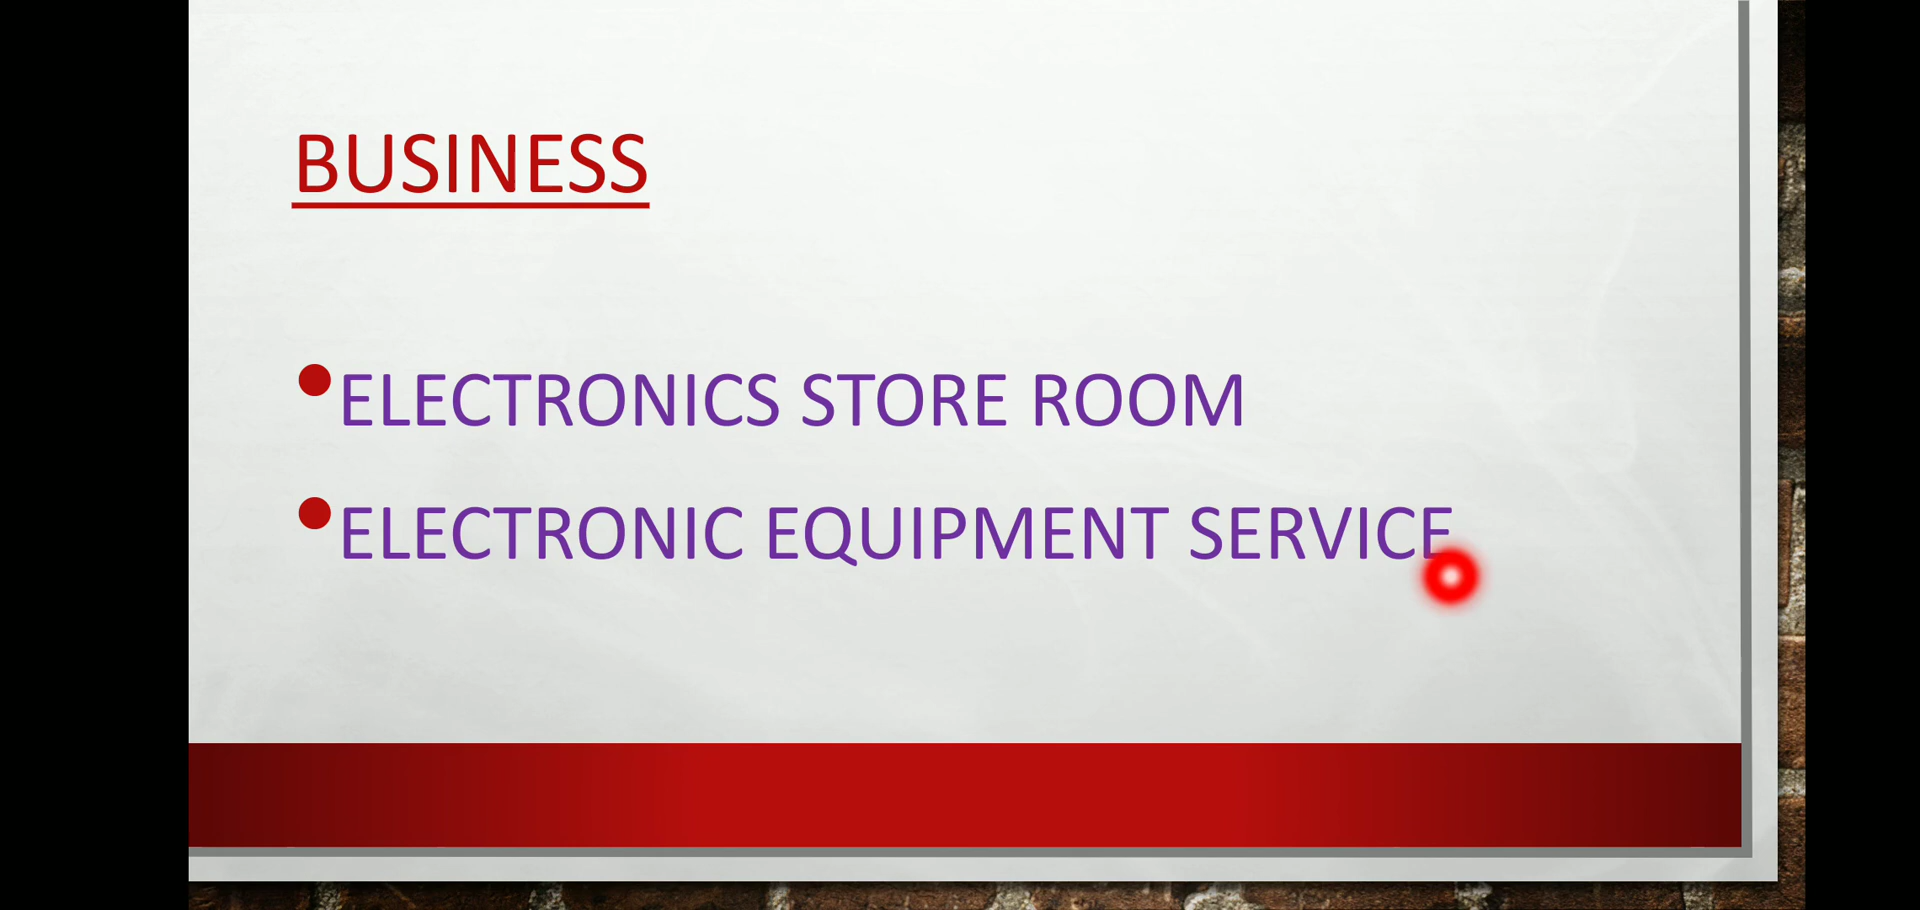 BUSINESS
•ELECTRONICS STORE ROOM
•ELECTRONIC EQUIPMENT SERVICE